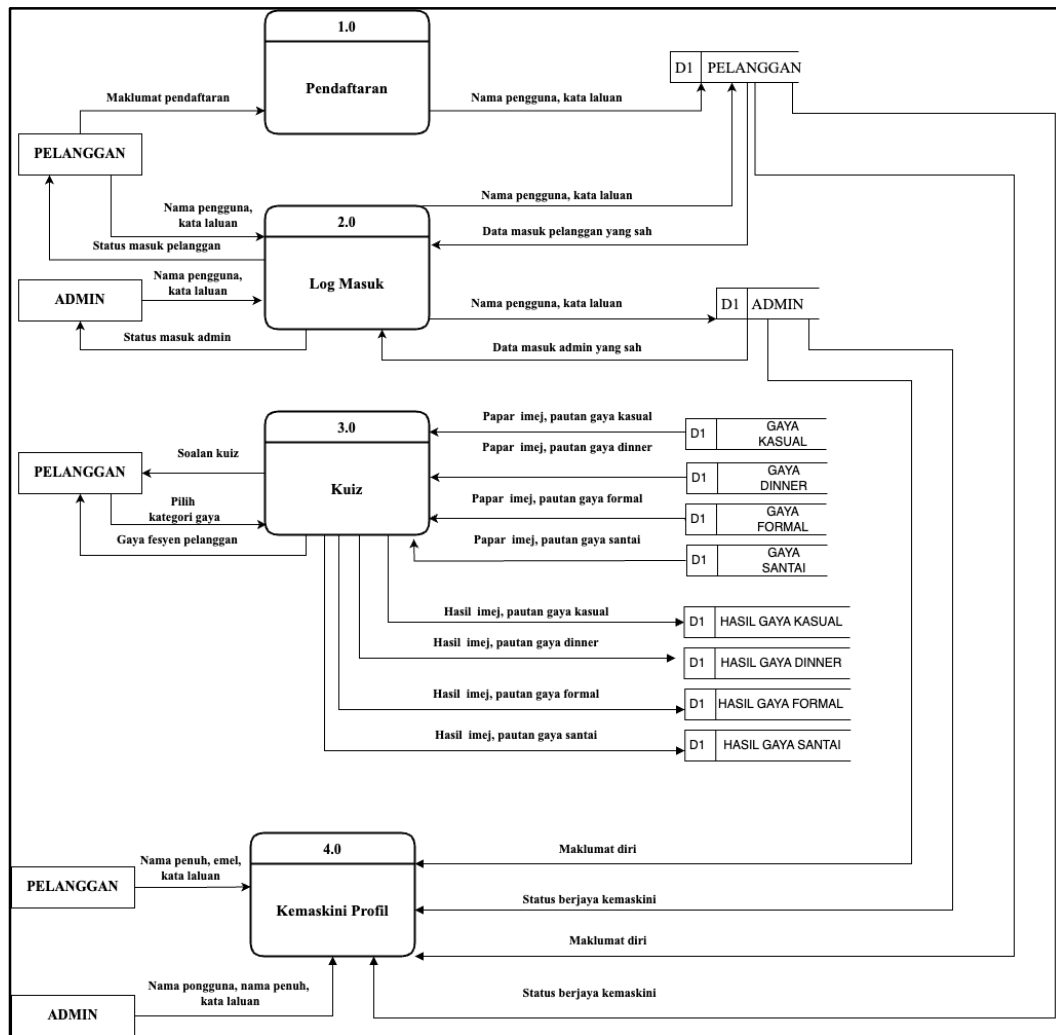 1.0
Pendaftaran
D1 PELANGGAN
Maklumat pendaftaran
Nama pengguna, kata laluan
PELANGGAN
Nama pengguna,
kata laluan
Status masuk pelanggan
2.0
Log Masuk
Nama pengguna, kata laluan
Data masuk pelanggan yang sah
ADMIN
Nama pengguna,
kata laluan
Status masuk admin
Nama pengguna, kata laluan
D1 ADMIN
Data masuk admin yang sah
3.0
Kuiz
PELANGGAN
Soalan kuiz
Pilih
kategori gaya
Gaya fesyen pelanggan
Papar imej, pautan gaya kasual
D1 GAYA
KASUAL
Papar imej, pautan gaya dinner
D1 GAYA
DINNER
Papar imej, pautan gaya formal
D1 GAYA
FORMAL
Papar imej, pautan gaya santai
D1 GAYA
SANTAI
Hasil imej, pautan gaya kasual
D1 HASIL GAYA KASUAL
Hasil imej, pautan gaya dinner
D1 HASIL GAYA DINNER
Hasil imej, pautan gaya formal
D1 HASIL GAYA FORMAL
Hasil imej, pautan gaya santai
D1 HASIL GAYA SANTAI
4.0
Kemaskini Profil
PELANGGAN
Nama penuh, emel,
kata laluan
Maklumat diri
Status berjaya kemaskini
Maklumat diri
Status berjaya kemaskini
ADMIN
Nama pongguna, nama penuh,
kata laluan